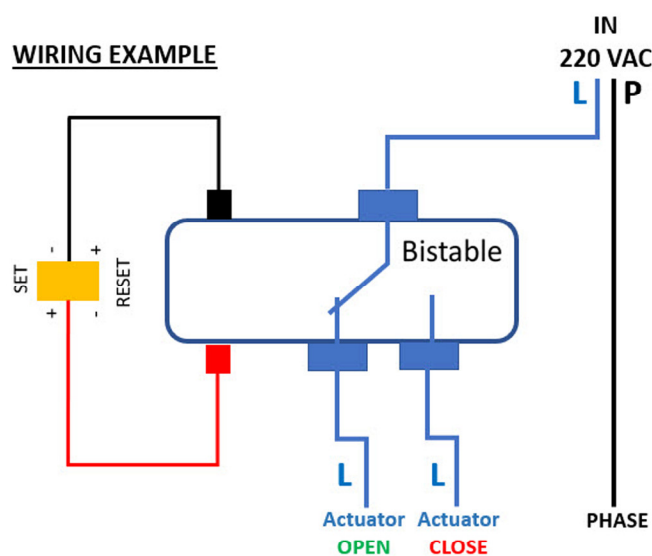 WIRING EXAMPLE
IN
220 VAC
L P
Bistable
- +
SET RESET
+ -
L L
Actuator Actuator
OPEN CLOSE
PHASE